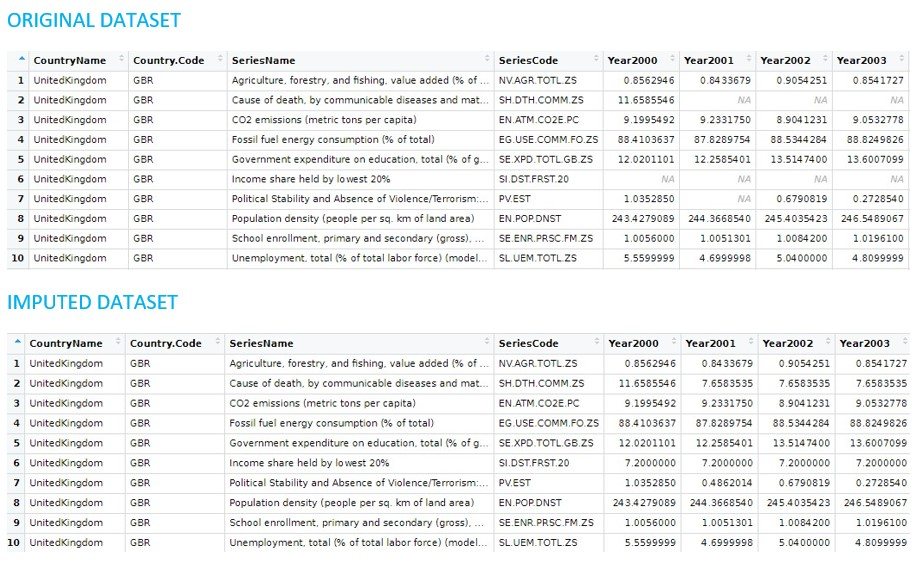 ORIGINAL DATASET
CountryName Country.Code SeriesName SeriesCode Year2000 Year2001 Year2002 Year2003
1 UnitedKingdom GBR Agriculture, forestry, and fishing, value added (% of ... NV.AGR.TOTL.ZS 0.8562946 0.8433679 0.9054251 0.8541727
2 UnitedKingdom GBR Cause of death, by communicable diseases and mat... SH.DTH.COMM.ZS 11.6585546 NA NA NA
3 UnitedKingdom GBR CO2 emissions (metric tons per capita) EN.ATM.CO2E.PC 9.1995492 9.2331750 8.9041231 9.0532778
4 UnitedKingdom GBR Fossil fuel energy consumption (% of total) EG.USE.COMM.FO.ZS 88.4103637 87.8289754 88.5344284 88.8249826
5 UnitedKingdom GBR Government expenditure on education, total (% of g... SE.XPD.TOTL.GB.ZS 12.0201101 12.2585401 13.5147400 13.6007099
6 UnitedKingdom GBR Income share held by lowest 20% SI.DST.FRST.20 NA NA NA NA
7 UnitedKingdom GBR Political Stability and Absence of Violence/Terrorism:... PV.EST 1.0352850 NA 0.6790819 0.2728540
8 UnitedKingdom GBR Population density (people per sq. km of land area) EN.POP.DNST 243.4279089 244.3668540 245.4035423 246.5489067
9 UnitedKingdom GBR School enrollment, primary and secondary (gross), ... SE.ENR.PRSC.FM.ZS 1.0056000 1.0051301 1.0084200 1.0196100
10 UnitedKingdom GBR Unemployment, total (% of total labor force) (model... SL.UEM.TOTL.ZS 5.5599999 4.6999998 5.0400000 4.8099999
IMPUTED DATASET
CountryName Country.Code SeriesName SeriesCode Year2000 Year2001 Year2002 Year2003
1 UnitedKingdom GBR Agriculture, forestry, and fishing, value added (% of ... NV.AGR.TOTL.ZS 0.8562946 0.8433679 0.9054251 0.8541727
2 UnitedKingdom GBR Cause of death, by communicable diseases and mat... SH.DTH.COMM.ZS 11.6585546 7.6583535 7.6583535 7.6583535
3 UnitedKingdom GBR CO2 emissions (metric tons per capita) EN.ATM.CO2E.PC 9.1995492 9.2331750 8.9041231 9.0532778
4 UnitedKingdom GBR Fossil fuel energy consumption (% of total) EG.USE.COMM.FO.ZS 88.4103637 87.8289754 88.5344284 88.8249826
5 UnitedKingdom GBR Government expenditure on education, total (% of g... SE.XPD.TOTL.GB.ZS 12.0201101 12.2585401 13.5147400 13.6007099
6 UnitedKingdom GBR Income share held by lowest 20% SI.DST.FRST.20 7.2000000 7.2000000 7.2000000 7.2000000
7 UnitedKingdom GBR Political Stability and Absence of Violence/Terrorism:... PV.EST 1.0352850 0.4862014 0.6790819 0.2728540
8 UnitedKingdom GBR Population density (people per sq. km of land area) EN.POP.DNST 243.4279089 244.3668540 245.4035423 246.5489067
9 UnitedKingdom GBR School enrollment, primary and secondary (gross), ... SE.ENR.PRSC.FM.ZS 1.0056000 1.0051301 1.0084200 1.0196100
10 UnitedKingdom GBR Unemployment, total (% of total labor force) (model... SL.UEM.TOTL.ZS 5.5599999 4.6999998 5.0400000 4.8099999